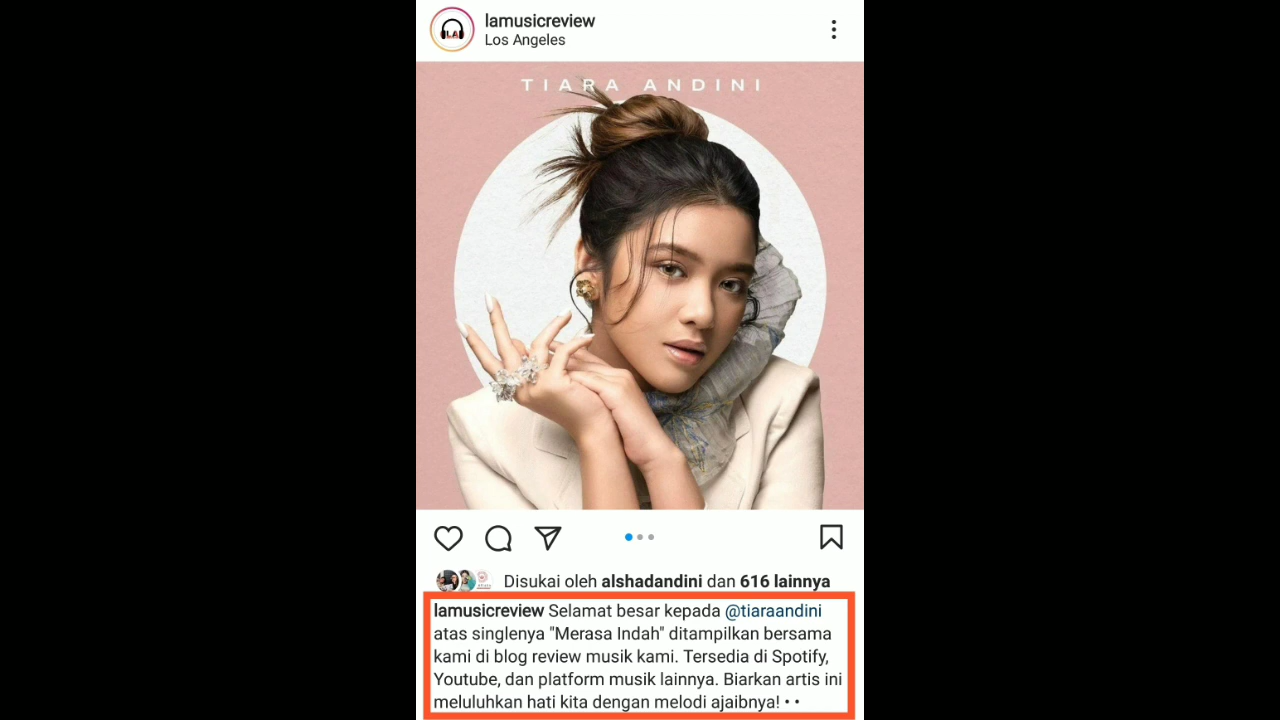 lamusicreview
Los Angeles
TIARA ANDINI
Disukai oleh alshadandini dan 616 lainnya
lamusicreview Selamat besar kepada @tiaraandini
atas singlenya "Merasa Indah" ditampilkan bersama
kami di blog review musik kami. Tersedia di Spotify,
Youtube, dan platform musik lainnya. Biarkan artis ini
meluluhkan hati kita dengan melodi ajaibnya! • •